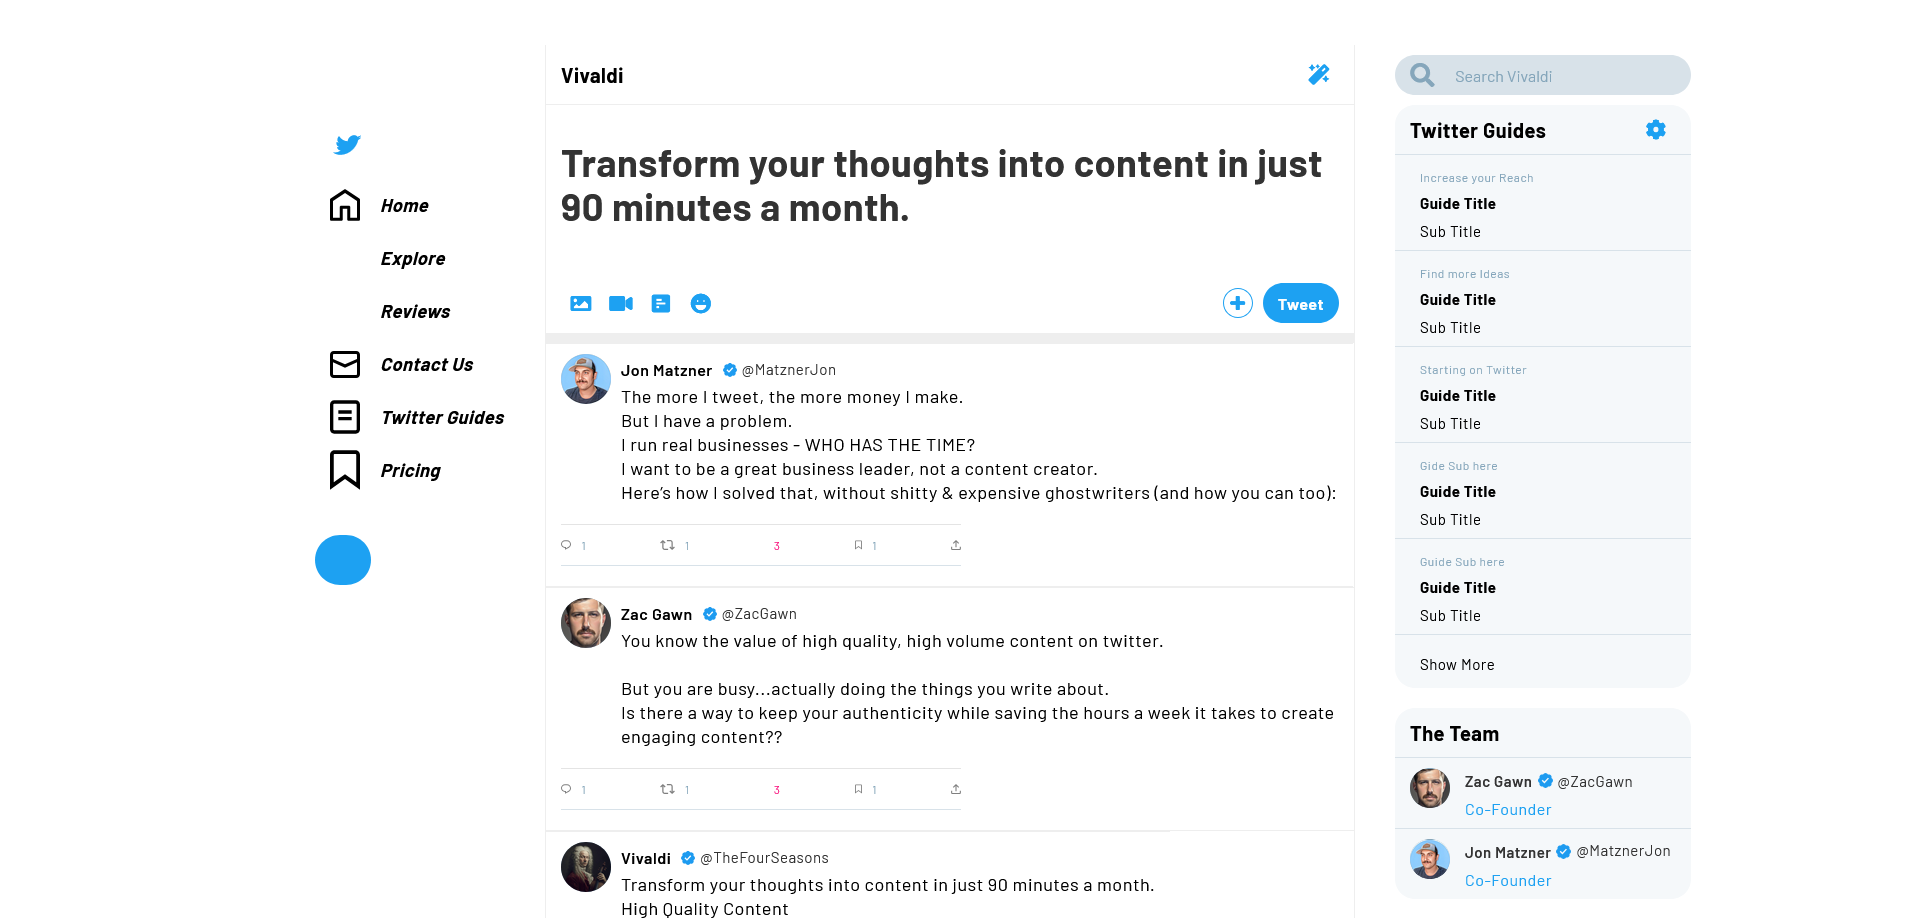 Home
Explore
Reviews
Contact Us
Twitter Guides
Pricing
Vivaldi
Transform your thoughts into content in just
90 minutes a month.
Tweet
Jon Matzner @MatznerJon
The more I tweet, the more money I make.
But I have a problem.
I run real businesses - WHO HAS THE TIME?
I want to be a great business leader, not a content creator.
Here’s how I solved that, without shitty & expensive ghostwriters (and how you can too):
1 1 3 1
Zac Gawn @ZacGawn
You know the value of high quality, high volume content on twitter.
But you are busy...actually doing the things you write about.
Is there a way to keep your authenticity while saving the hours a week it takes to create
engaging content??
1 1 3 1
Vivaldi @TheFourSeasons
Transform your thoughts into content in just 90 minutes a month.
High Quality Content
Search Vivaldi
Twitter Guides
Increase your Reach
Guide Title
Sub Title
Find more Ideas
Guide Title
Sub Title
Starting on Twitter
Guide Title
Sub Title
Gide Sub here
Guide Title
Sub Title
Guide Sub here
Guide Title
Sub Title
Show More
The Team
Zac Gawn @ZacGawn
Co-Founder
Jon Matzner @MatznerJon
Co-Founder